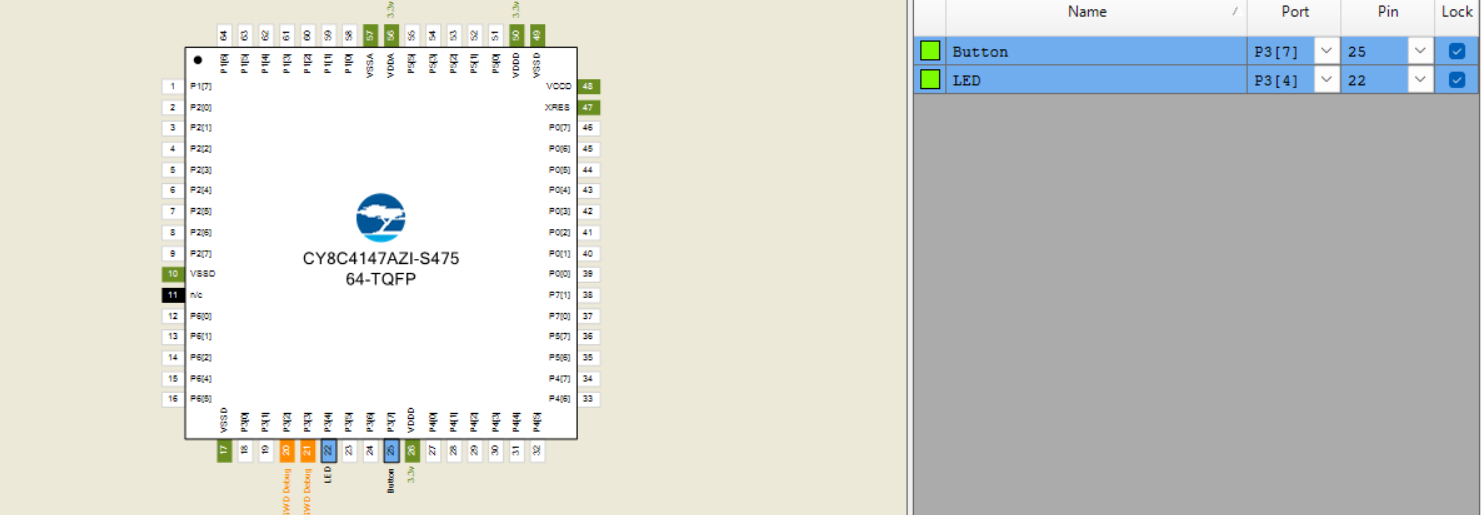 3.3v 3.3v
64 63 62 61 60 59 58 57 56 55 54 53 52 51 50 49
P1[6] P1[5] P1[4] P1[3] P1[2] P1[1] P1[0] VSSA VDDA P5[5] P5[3] P5[2] P5[1] P5[0] VDDD VSSD
1 P1[7] VCCD 48
2 P2[0] XRES 47
3 P2[1] P0[7] 46
4 P2[2] P0[6] 45
5 P2[3] P0[5] 44
6 P2[4] P0[4] 43
7 P2[5] P0[3] 42
8 P2[6] P0[2] 41
9 P2[7] P0[1] 40
10 VSSD P0[0] 39
11 n/c P7[1] 38
12 P6[0] P7[0] 37
13 P6[1] P5[7] 36
14 P6[2] P5[6] 35
15 P6[4] P4[7] 34
16 P6[5] P4[6] 33
CY8C4147AZI-S475
64-TQFP
VSSD P3[0] P3[1] P3[2] P3[3] P3[4] P3[5] P3[6] P3[7] VDDD P4[0] P4[1] P4[2] P4[3] P4[4] P4[5]
17 18 19 20 21 22 23 24 25 26 27 28 29 30 31 32
SWD Debug SWD Debug LED Button 3.3v
Name / Port Pin Lock
Button P3[7] 25
LED P3[4] 22